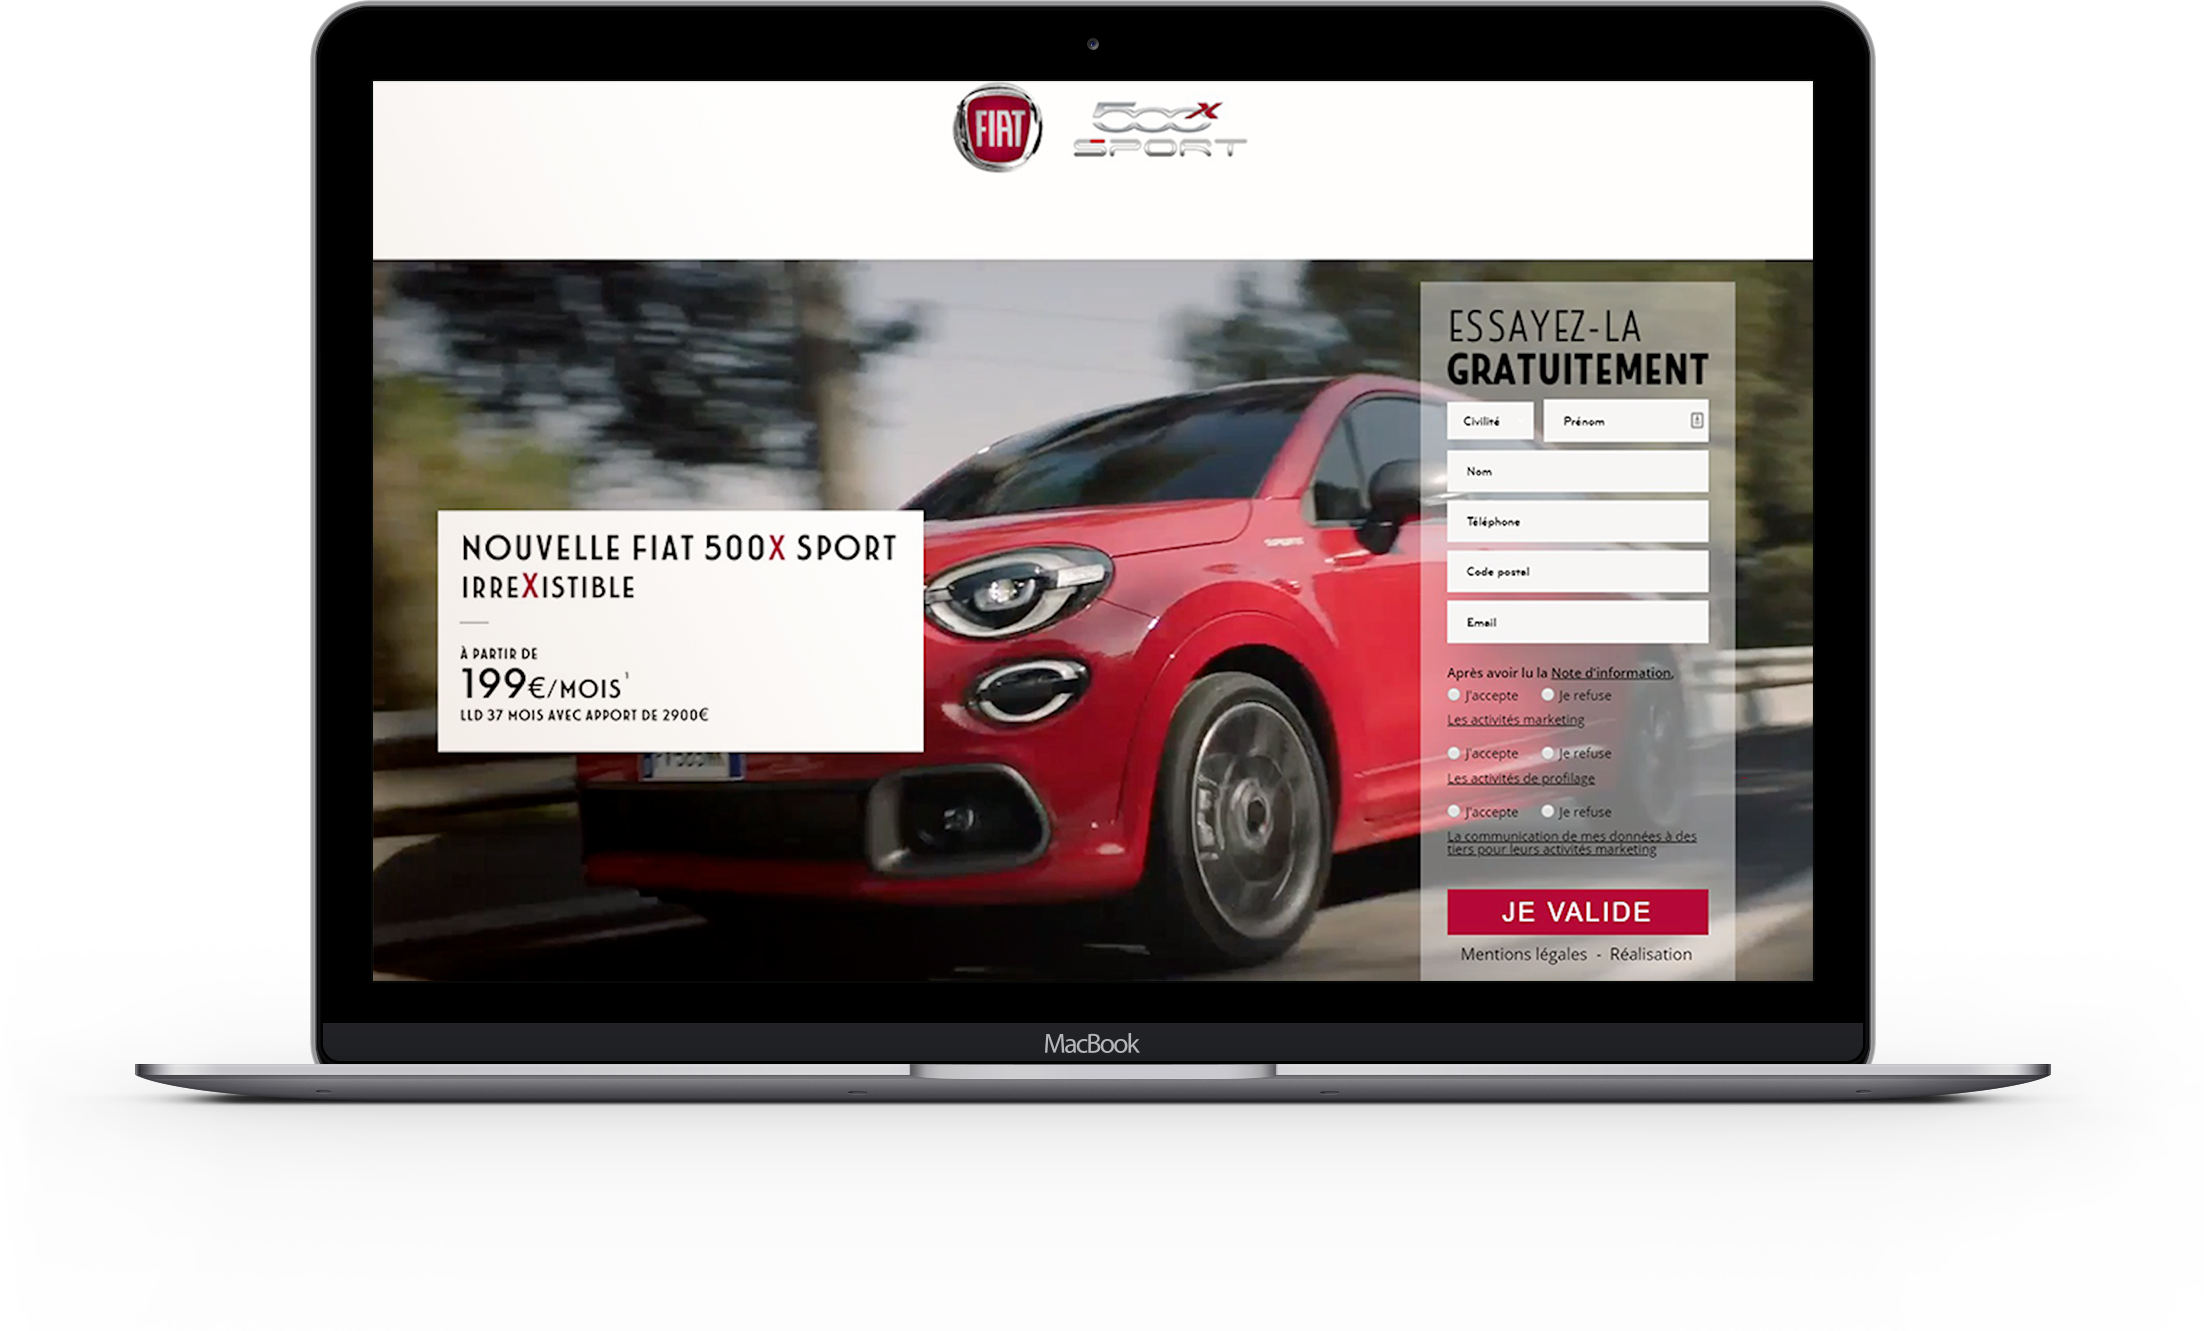 FIAT
500X
SPORT
NOUVELLE FIAT 500X SPORT
IRREXISTIBLE
À PARTIR DE
199€/MOIS¹
LLD 37 MOIS AVEC APPORT DE 2900€
SPORT
ESSAYEZ-LA
GRATUITEMENT
Civilité
Prénom
Nom
Téléphone
Code postal
Email
Après avoir lu la Note d'information,
J'accepte Je refuse
Les activités marketing
J'accepte Je refuse
Les activités de profilage
J'accepte Je refuse
La communication de mes données à des
tiers pour leurs activités marketing
JE VALIDE
Mentions légales - Réalisation
MacBook